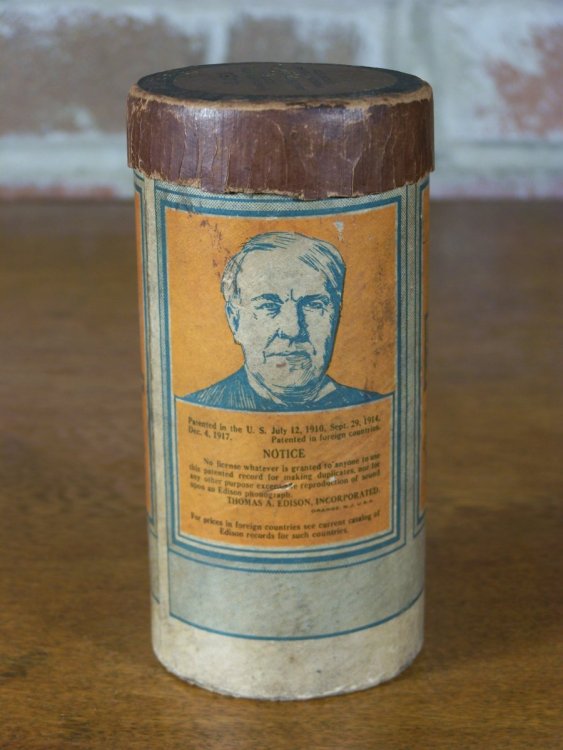 Patented in the U. S. July 12, 1910, Sept. 29, 1914,
Dec. 4, 1917. Patented in foreign countries.
NOTICE
No license whatever is granted to anyone to use
this patented record for making duplicates, nor for
any other purpose except the reproduction of sound
upon an Edison phonograph.
THOMAS A. EDISON, INCORPORATED.
ORANGE, N.J. U.S.A.
For prices in foreign countries see current catalog of
Edison records for such countries.